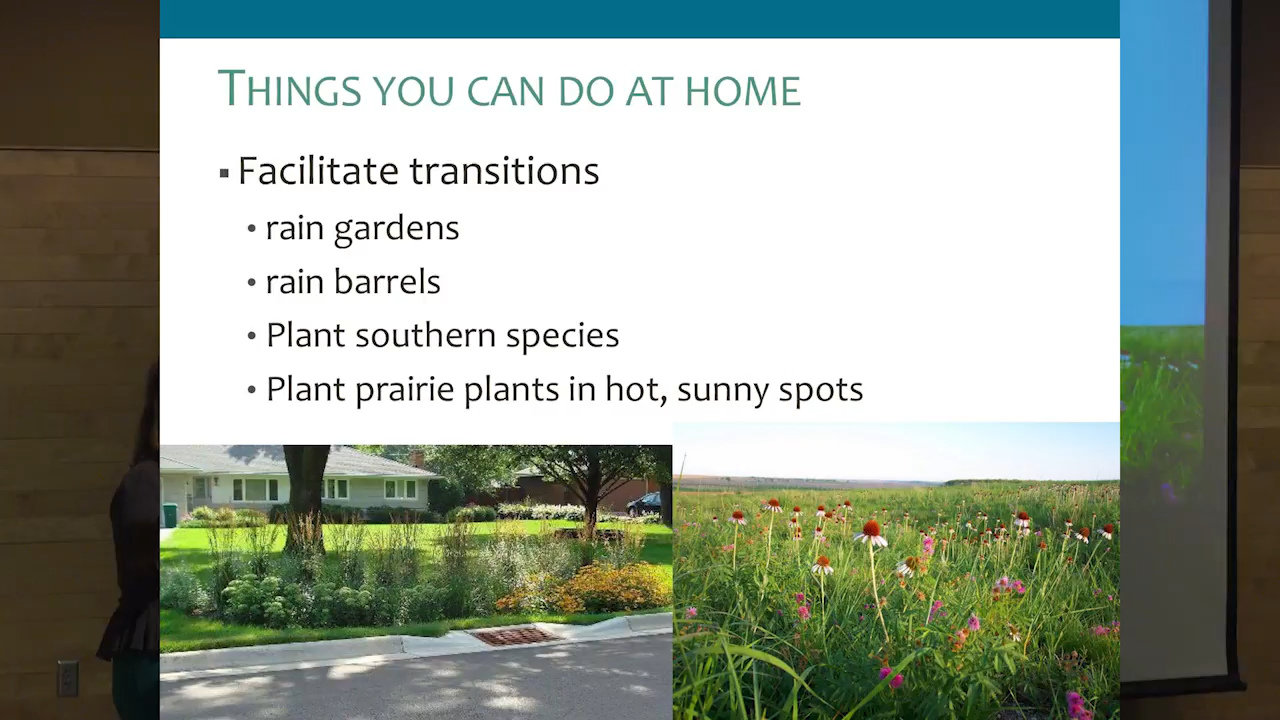 THINGS YOU CAN DO AT HOME
▪ Facilitate transitions
• rain gardens
• rain barrels
• Plant southern species
• Plant prairie plants in hot, sunny spots